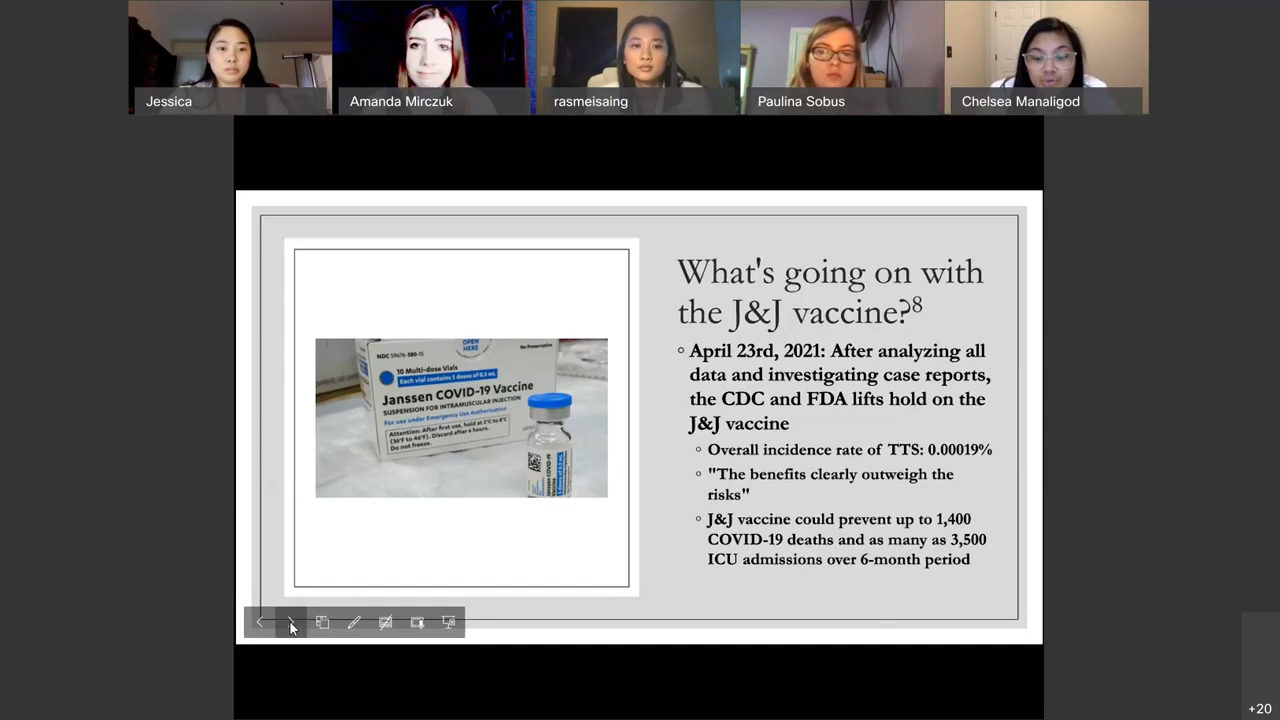 Jessica
Amanda Mirczuk
rasmeisaing
Paulina Sobus
Chelsea Manaligod
What's going on with
the J&J vaccine?8
April 23rd, 2021: After analyzing all
data and investigating case reports,
the CDC and FDA lifts hold on the
J&J vaccine
Overall incidence rate of TTS: 0.00019%
"The benefits clearly outweigh the
risks"
J&J vaccine could prevent up to 1,400
COVID-19 deaths and as many as 3,500
ICU admissions over 6-month period
OPEN
HERE
NDC 59676-580-15
No Preservative
10 Multi-dose Vials
Each vial contains 5 doses of 0.5 mL
Janssen COVID-19 Vaccine
SUSPENSION FOR INTRAMUSCULAR INJECTION
For use under Emergency Use Authorization
Attention: After first use, hold at 2°C to 8°C
(36°F to 46°F). Discard after 6 hours.
Do not freeze.
Janssen COVID-19
Vaccine
+20